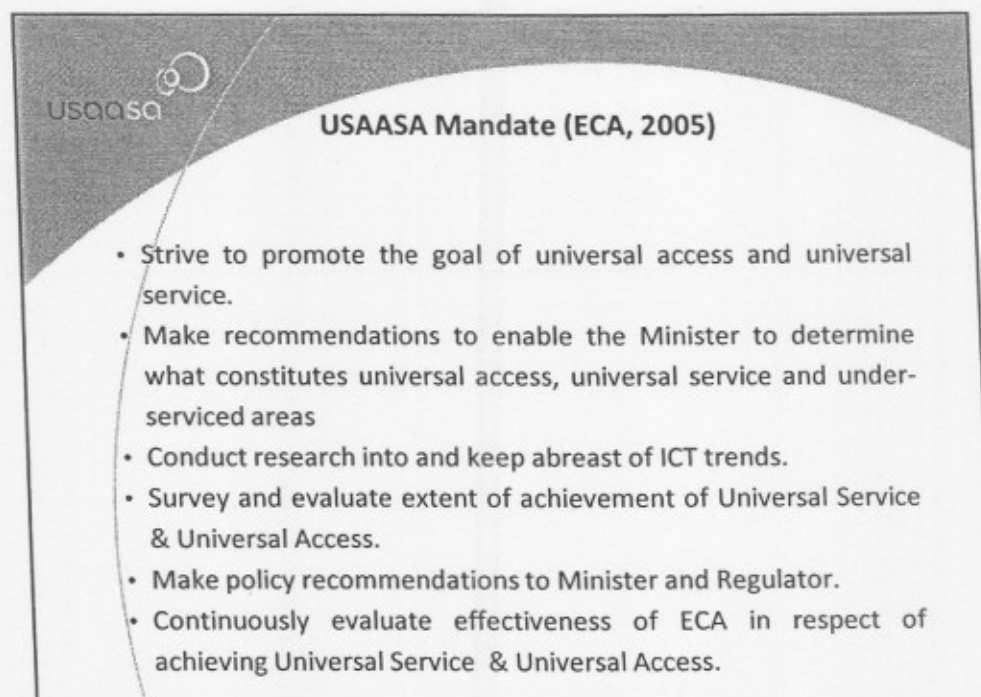 usaasa
USAASA Mandate (ECA, 2005)
• Strive to promote the goal of universal access and universal
service.
• Make recommendations to enable the Minister to determine
what constitutes universal access, universal service and under-
serviced areas
• Conduct research into and keep abreast of ICT trends.
• Survey and evaluate extent of achievement of Universal Service
& Universal Access.
• Make policy recommendations to Minister and Regulator.
• Continuously evaluate effectiveness of ECA in respect of
achieving Universal Service & Universal Access.